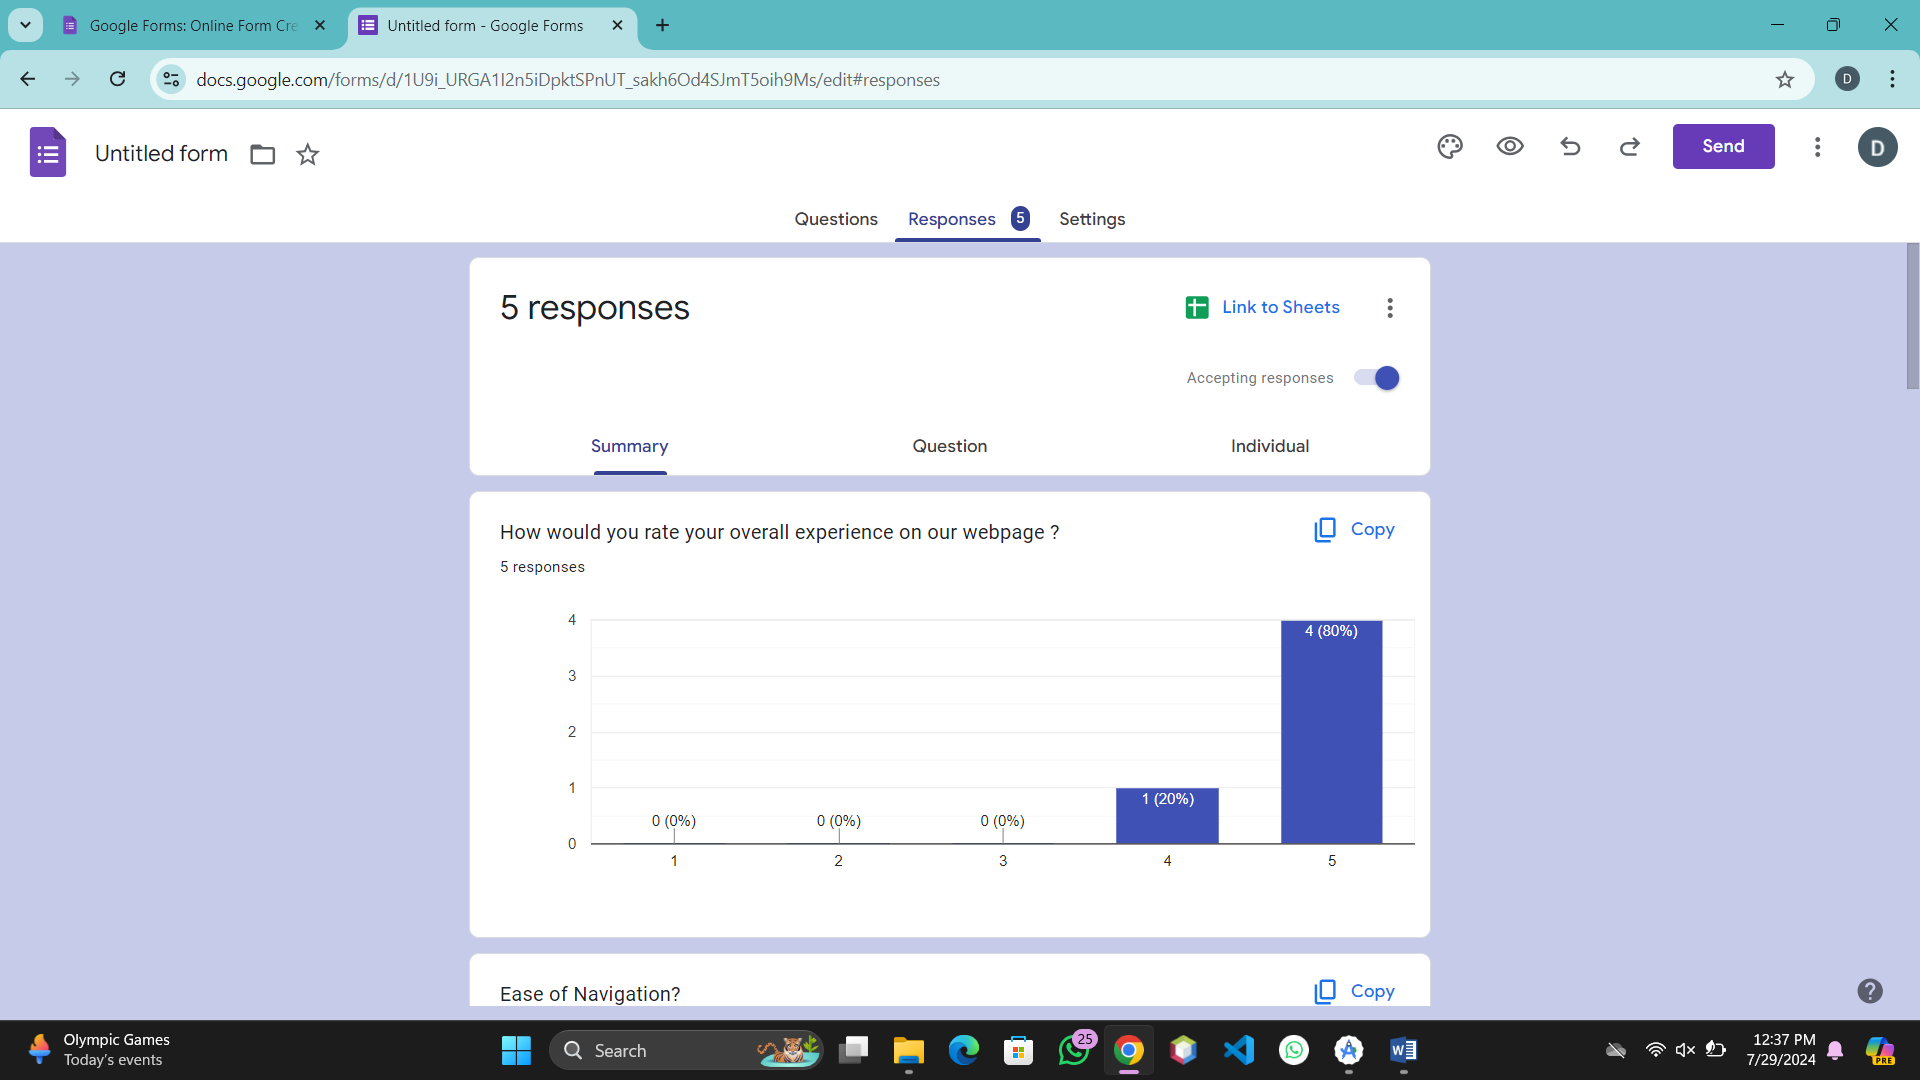 Google Forms: Online Form Cre
Untitled form - Google Forms
docs.google.com/forms/d/1U9i_URGA1I2n5iDpktSPnUT_sakh6Od4SJmT5oih9Ms/edit#responses
D
Untitled form
Send
D
Questions
Responses 5
Settings
5 responses
Link to Sheets
Accepting responses
Summary
Question
Individual
How would you rate your overall experience on our webpage ?
Copy
5 responses
4
3
2
1
0
0 (0%)
0 (0%)
0 (0%)
1 (20%)
4 (80%)
1
2
3
4
5
Ease of Navigation?
Copy
Olympic Games
Today's events
Search
25
W
12:37 PM
7/29/2024
PRE